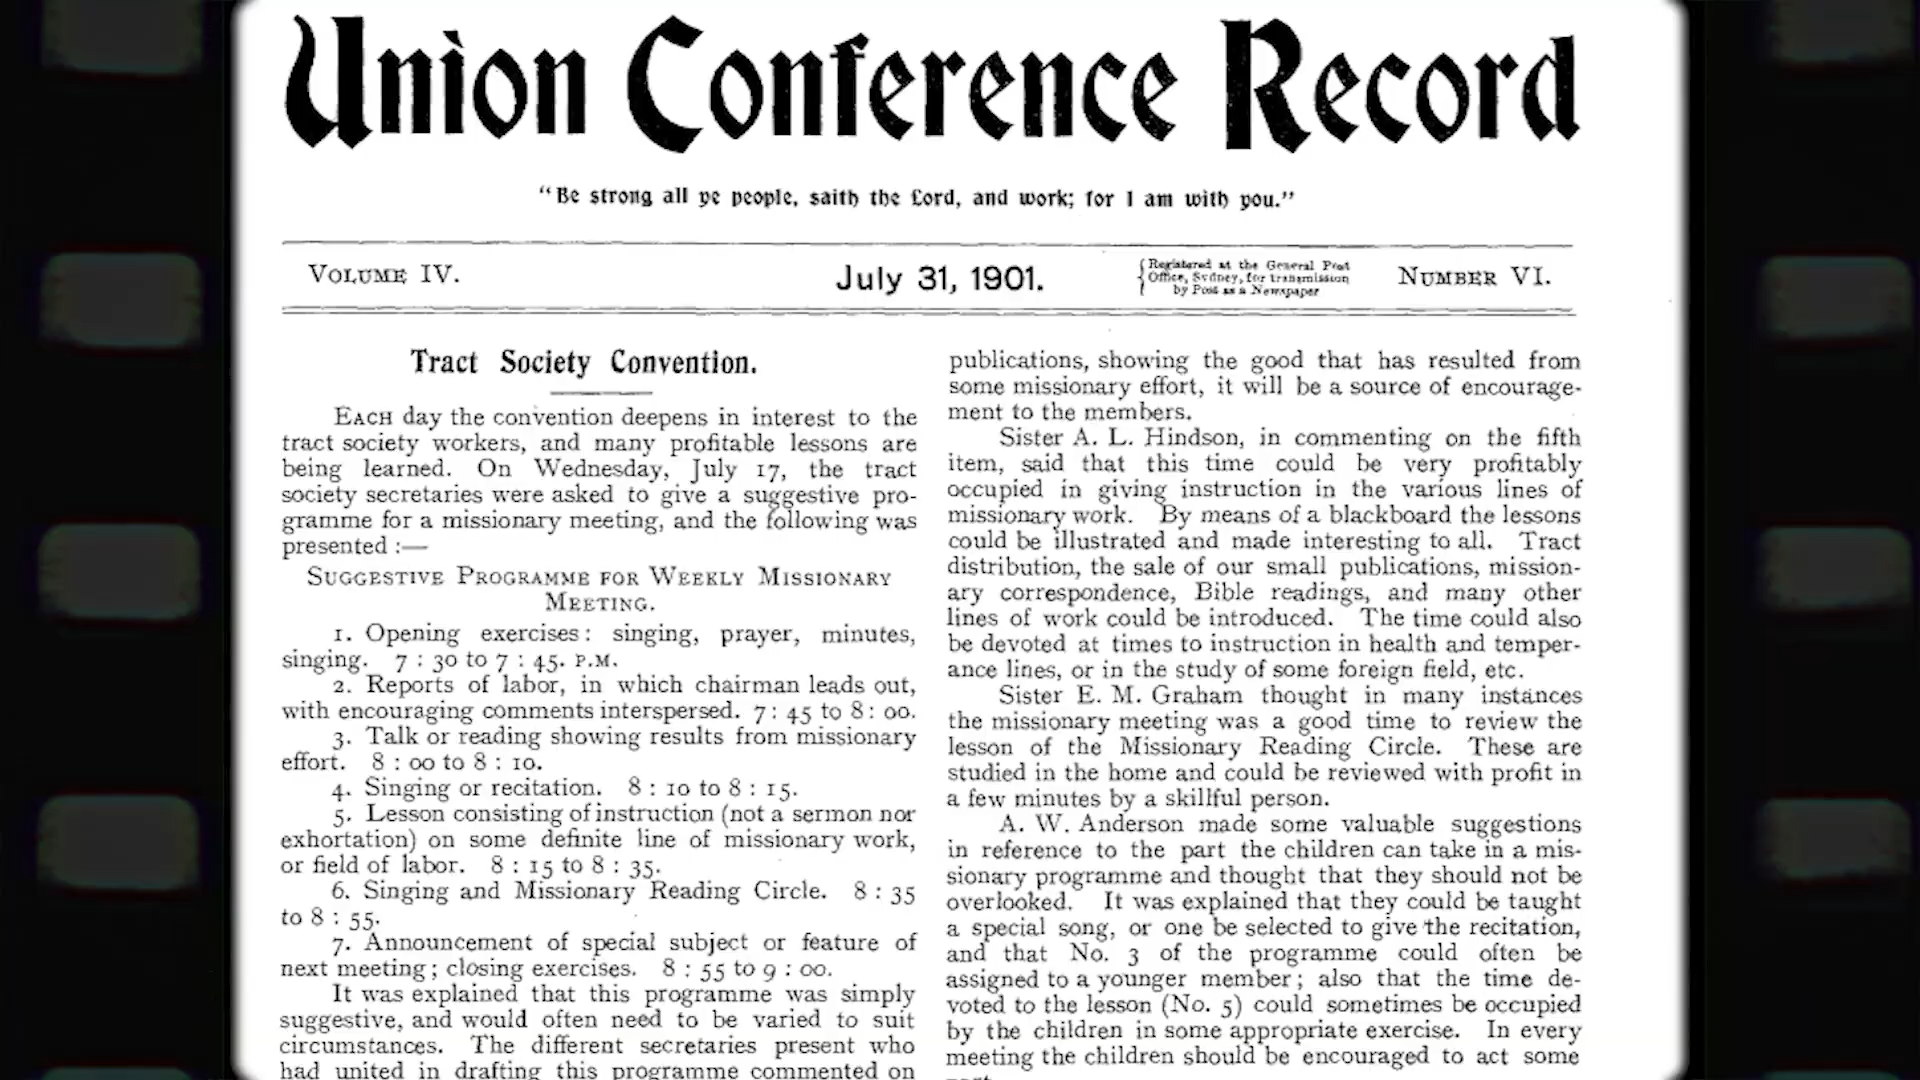 Union Conference Record
"Be strong all ye people, saith the Lord, and work; for I am with you."
VOLUME IV.
July 31, 1901.
Registered at the General Post
Office, Sydney, for transmission
by Post as a Newspaper
NUMBER VI.
Tract Society Convention.
EACH day the convention deepens in interest to the
tract society workers, and many profitable lessons are
being learned. On Wednesday, July 17, the tract
society secretaries were asked to give a suggestive pro-
gramme for a missionary meeting, and the following was
presented :—
SUGGESTIVE PROGRAMME FOR WEEKLY MISSIONARY
MEETING.
1. Opening exercises: singing, prayer, minutes,
singing. 7 : 30 to 7 : 45. P.M.
2. Reports of labor, in which chairman leads out,
with encouraging comments interspersed. 7 : 45 to 8 : 00.
3. Talk or reading showing results from missionary
effort. 8 : 00 to 8 : 10.
4. Singing or recitation. 8 : 10 to 8 : 15.
5. Lesson consisting of instruction (not a sermon nor
exhortation) on some definite line of missionary work,
or field of labor. 8 : 15 to 8 : 35.
6. Singing and Missionary Reading Circle. 8 : 35
to 8 : 55.
7. Announcement of special subject or feature of
next meeting; closing exercises. 8 : 55 to 9 : 00.
It was explained that this programme was simply
suggestive, and would often need to be varied to suit
circumstances. The different secretaries present who
had united in drafting this programme commented on
publications, showing the good that has resulted from
some missionary effort, it will be a source of encourage-
ment to the members.
Sister A. L. Hindson, in commenting on the fifth
item, said that this time could be very profitably
occupied in giving instruction in the various lines of
missionary work. By means of a blackboard the lessons
could be illustrated and made interesting to all. Tract
distribution, the sale of our small publications, mission-
ary correspondence, Bible readings, and many other
lines of work could be introduced. The time could also
be devoted at times to instruction in health and temper-
ance lines, or in the study of some foreign field, etc.
Sister E. M. Graham thought in many instances
the missionary meeting was a good time to review the
lesson of the Missionary Reading Circle. These are
studied in the home and could be reviewed with profit in
a few minutes by a skillful person.
A. W. Anderson made some valuable suggestions
in reference to the part the children can take in a mis-
sionary programme and thought that they should not be
overlooked. It was explained that they could be taught
a special song, or one be selected to give the recitation,
and that No. 3 of the programme could often be
assigned to a younger member; also that the time de-
voted to the lesson (No. 5) could sometimes be occupied
by the children in some appropriate exercise. In every
meeting the children should be encouraged to act some